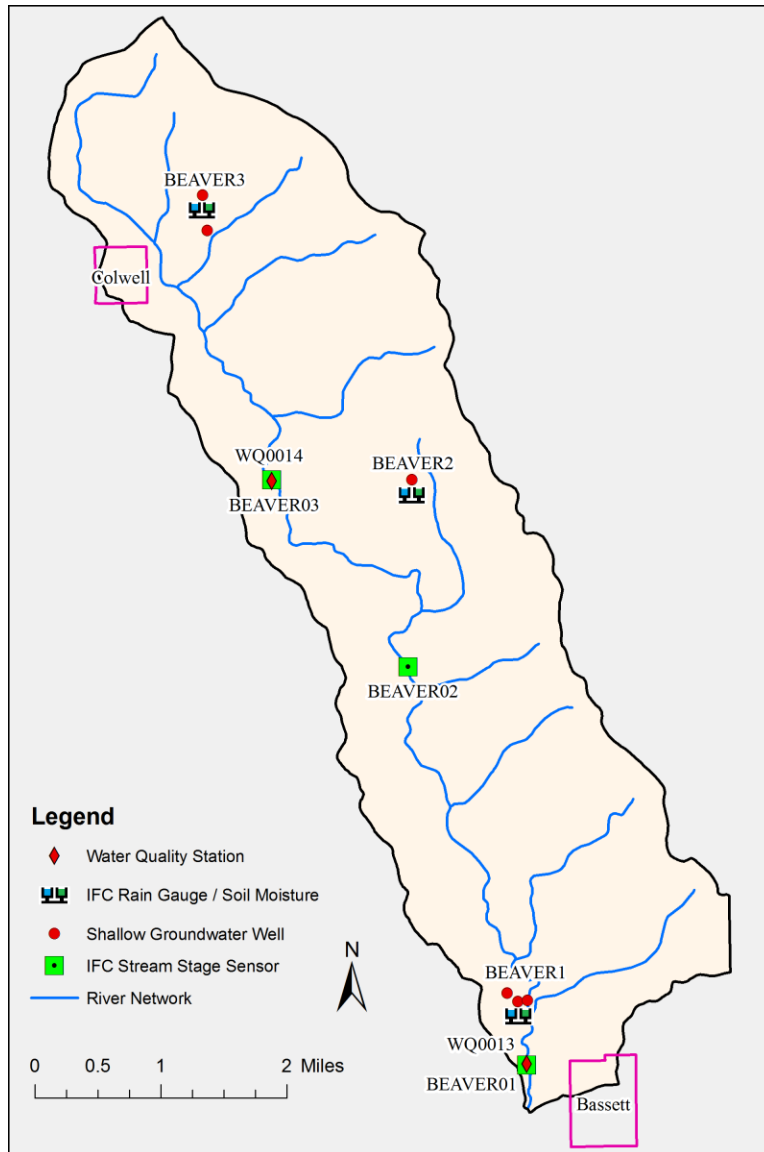 BEAVER3
Colwell
WQ0014
BEAVER03
BEAVER2
BEAVER02
Legend
Water Quality Station
IFC Rain Gauge / Soil Moisture
Shallow Groundwater Well
IFC Stream Stage Sensor
River Network
N
0 0.5 1 2 Miles
BEAVER1
WQ0013
BEAVER01
Bassett